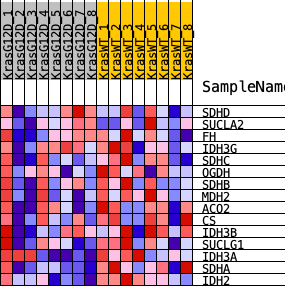 KrasG12D_1
KrasG12D_2
KrasG12D_3
KrasG12D_4
KrasG12D_5
KrasG12D_6
KrasG12D_7
KrasG12D_8
KrasWT_1
KrasWT_2
KrasWT_3
KrasWT_4
KrasWT_5
KrasWT_6
KrasWT_7
KrasWT_8
SampleName
SDHD
SUCLA2
FH
IDH3G
SDHC
OGDH
SDHB
MDH2
ACO2
CS
IDH3B
SUCLG1
IDH3A
SDHA
IDH2